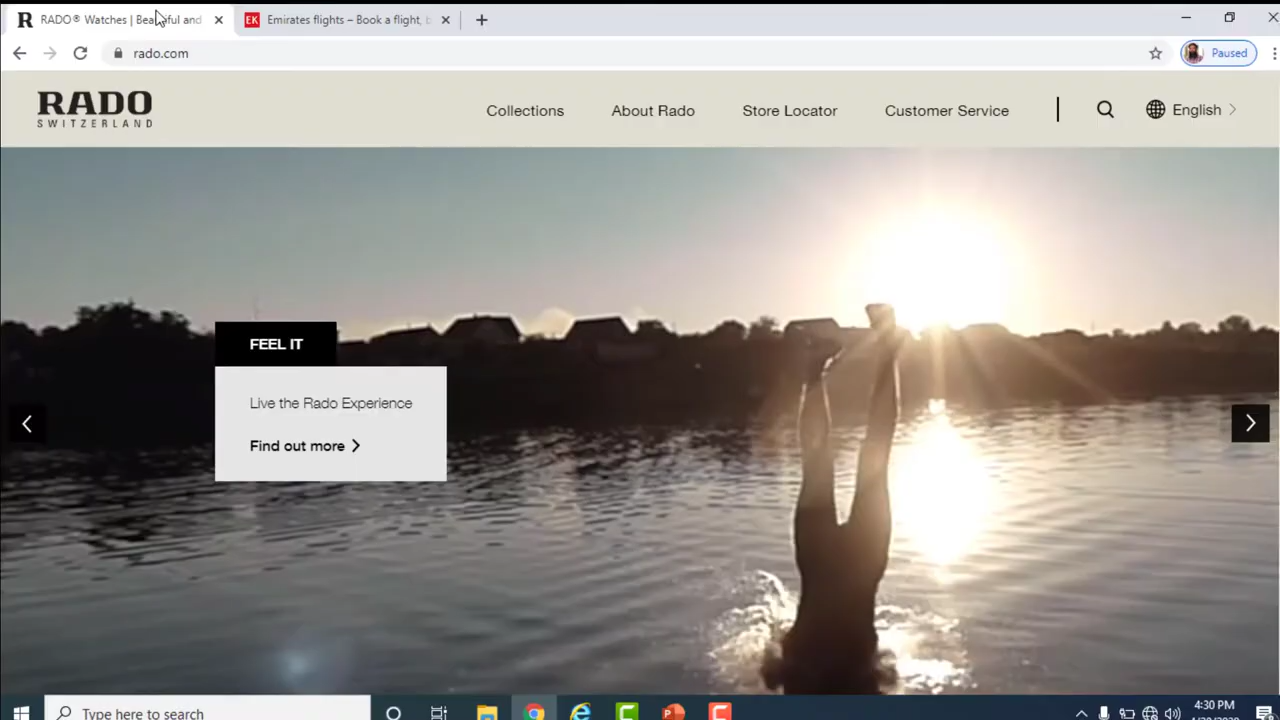 RADO® Watches | Beautiful and
EK Emirates flights – Book a flight, b
rado.com
Paused
RADO
SWITZERLAND
Collections
About Rado
Store Locator
Customer Service
English
FEEL IT
Live the Rado Experience
Find out more
Type here to search
4:30 PM